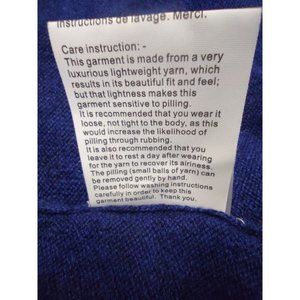 instructions de lavage. Merci.
Care instruction: -
This garment is made from a very
luxurious lightweight yarn, which
results in its beautiful fit and feel;
but that lightness makes this
garment sensitive to pilling.
It is recommended that you wear it
loose, not tight to the body, as this
would increase the likelihood of
pilling through rubbing.
It is also recommended that you
leave it to rest a day after wearing
for the yarn to recover its airiness.
The pilling (small balls of yarn) can
be removed gently by hand.
Please follow washing instructions
carefully in order to keep this
garment beautiful. Thank you.